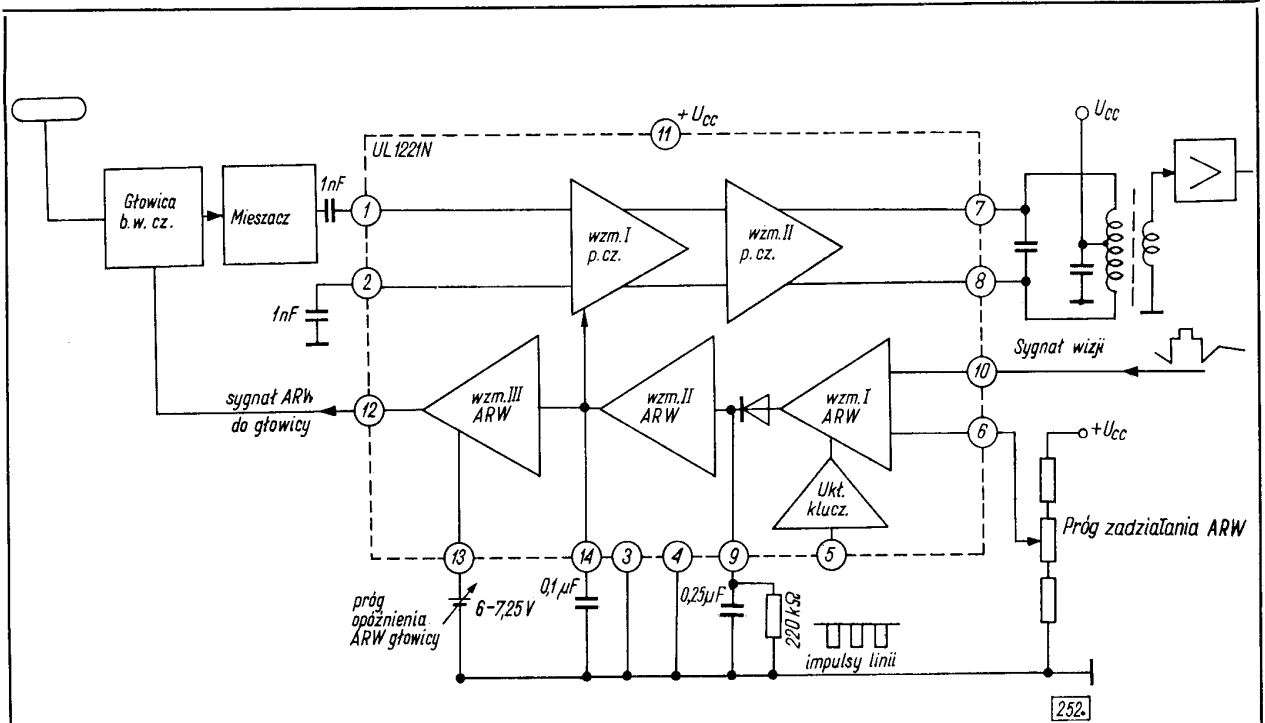 + Ucc
11
UL1221N
Ucc
Głowica
b.w. cz.
Mieszacz
1nF
1
wzm. I
p. cz.
wzm. II
p. cz.
7
>
2
8
1nF
Sygnał wizji
10
sygnał ARW
do głowicy
12
wzm. III
ARW
wzm. II
ARW
wzm. I
ARW
6
+Ucc
Ukł.
klucz.
Próg zadziałania ARW
13
14
3
4
9
5
próg
opóźnienia
ARW głowicy
6-7,25 V
0,1 μF
0,25μF
220 kΩ
impulsy linii
252.